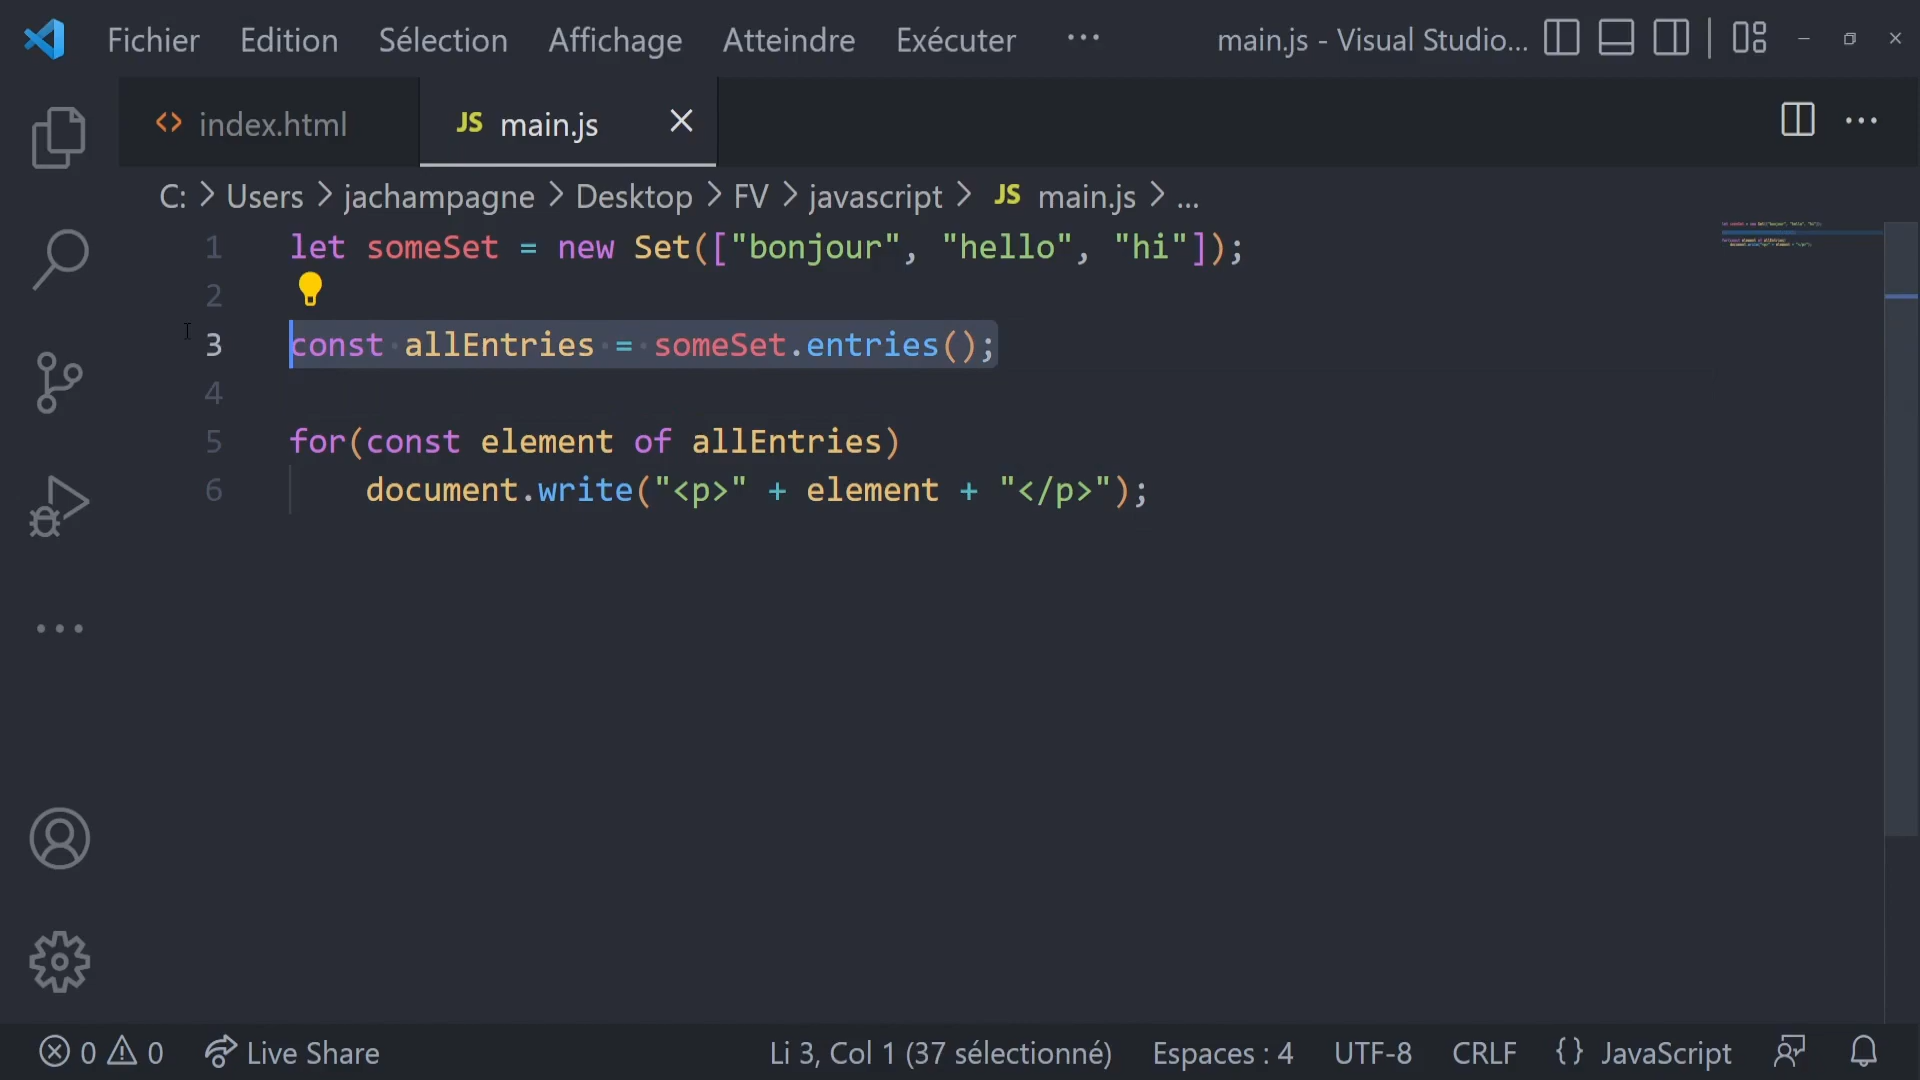 Fichier Edition Sélection Affichage Atteindre Exécuter ... main.js - Visual Studio...
<> index.html JS main.js
C: > Users > jachampagne > Desktop > FV > javascript > JS main.js > ...
1 let someSet = new Set(["bonjour", "hello", "hi"]);
2
3 const allEntries = someSet.entries();
4
5 for(const element of allEntries)
6 document.write("<p>" + element + "</p>");
0 0 Live Share Li 3, Col 1 (37 sélectionné) Espaces : 4 UTF-8 CRLF {} JavaScript